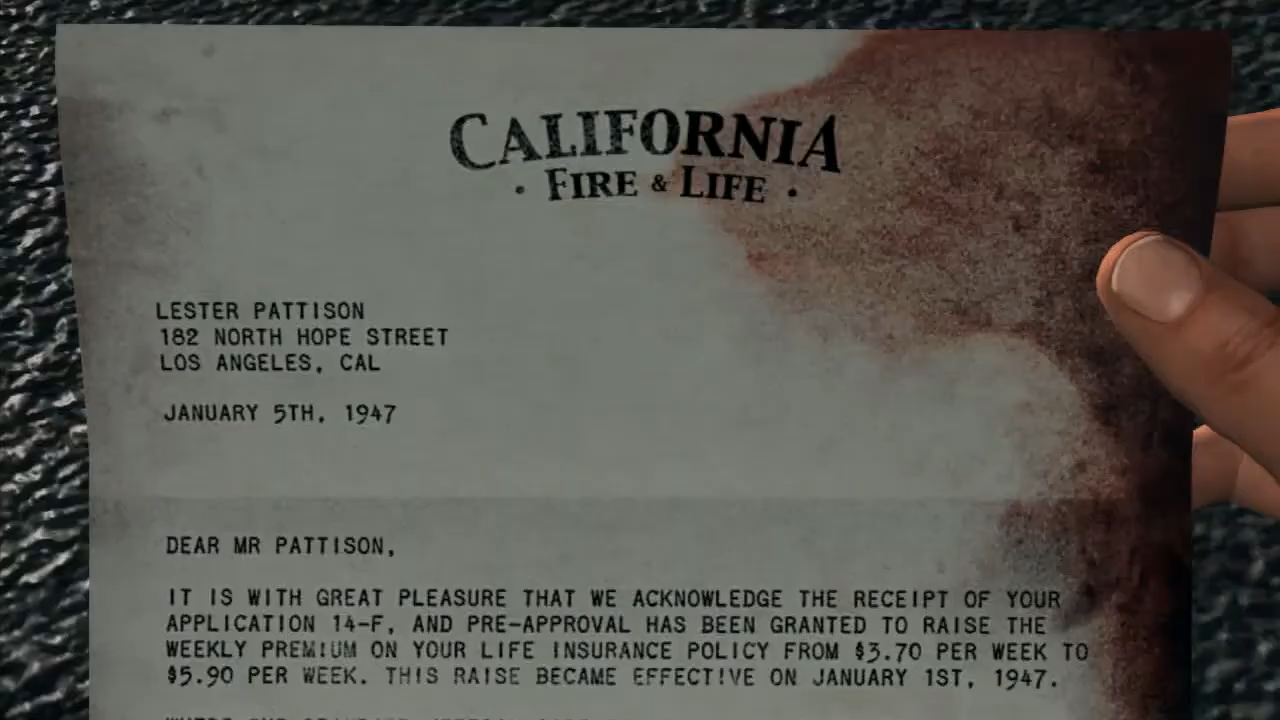 CALIFORNIA
• FIRE & LIFE •
LESTER PATTISON
182 NORTH HOPE STREET
LOS ANGELES, CAL
JANUARY 5TH, 1947
DEAR MR PATTISON,
IT IS WITH GREAT PLEASURE THAT WE ACKNOWLEDGE THE RECEIPT OF YOUR
APPLICATION 14-F, AND PRE-APPROVAL HAS BEEN GRANTED TO RAISE THE
WEEKLY PREMIUM ON YOUR LIFE INSURANCE POLICY FROM $3.70 PER WEEK TO
$5.90 PER WEEK. THIS RAISE BECAME EFFECTIVE ON JANUARY 1ST, 1947.